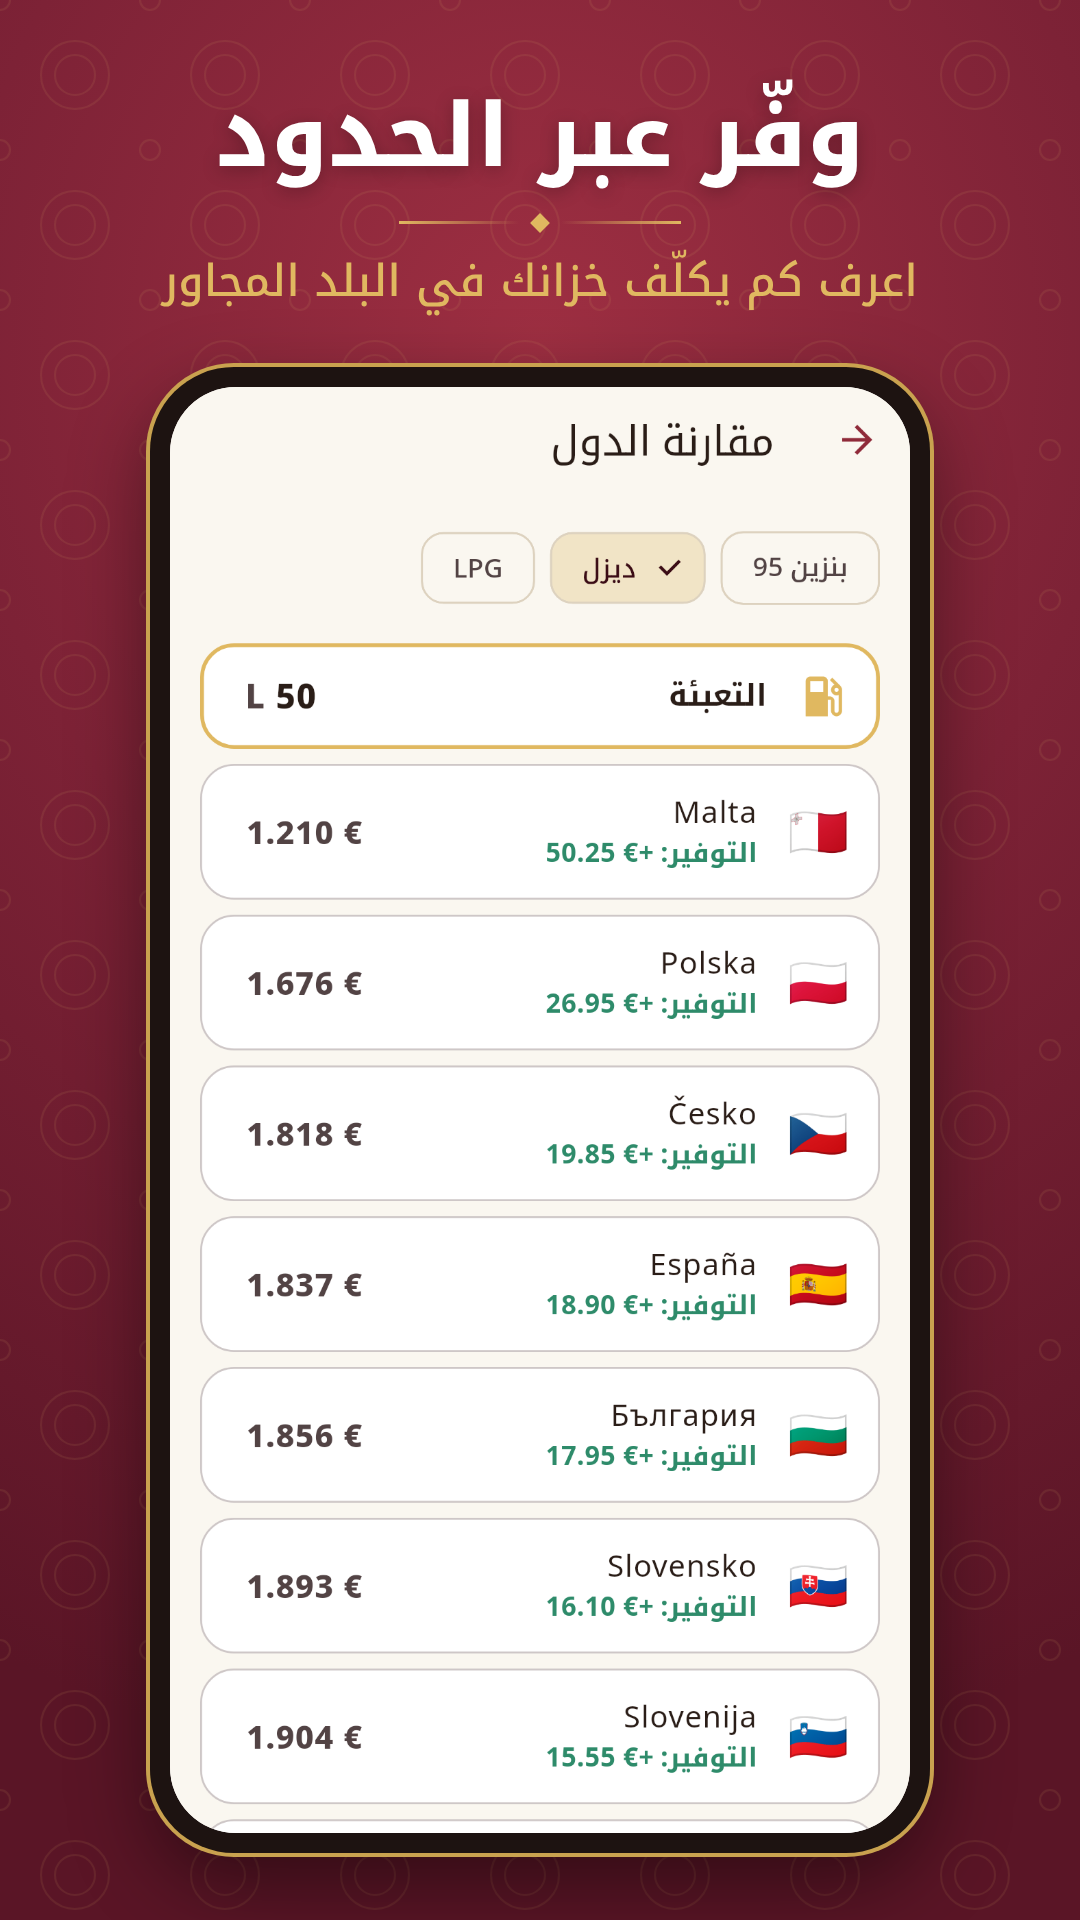 وفّر عبر الحدود
اعرف كم يكلّف خزانك في البلد المجاور
مقارنة الدول
بنزين 95
ديزل
LPG
التعبئة
50 L
Malta
التوفير: +€ 50.25
1.210 €
Polska
التوفير: +€ 26.95
1.676 €
Česko
التوفير: +€ 19.85
1.818 €
España
التوفير: +€ 18.90
1.837 €
България
التوفير: +€ 17.95
1.856 €
Slovensko
التوفير: +€ 16.10
1.893 €
Slovenija
التوفير: +€ 15.55
1.904 €